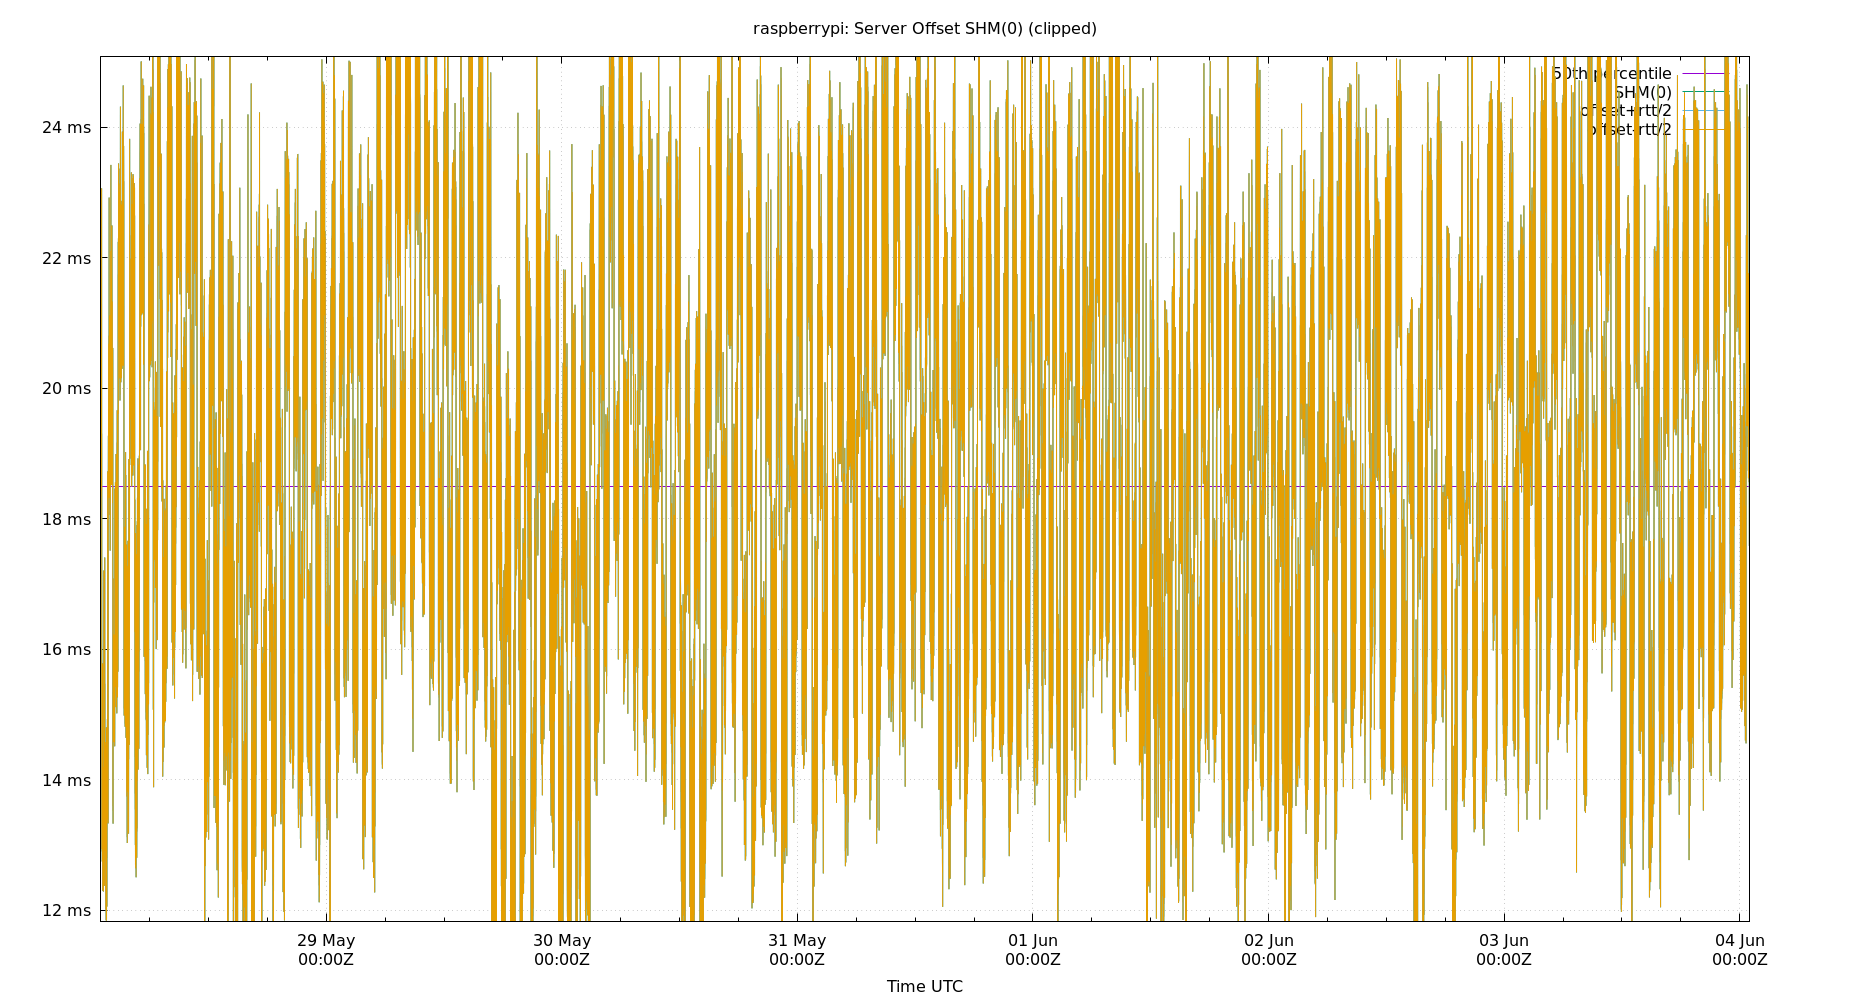 raspberrypi: Server Offset SHM(0) (clipped)
50th percentile
SHM(0)
offset+rtt/2
offset-rtt/2
24 ms
22 ms
20 ms
18 ms
16 ms
14 ms
12 ms
29 May
00:00Z
30 May
00:00Z
31 May
00:00Z
01 Jun
00:00Z
02 Jun
00:00Z
03 Jun
00:00Z
04 Jun
00:00Z
Time UTC